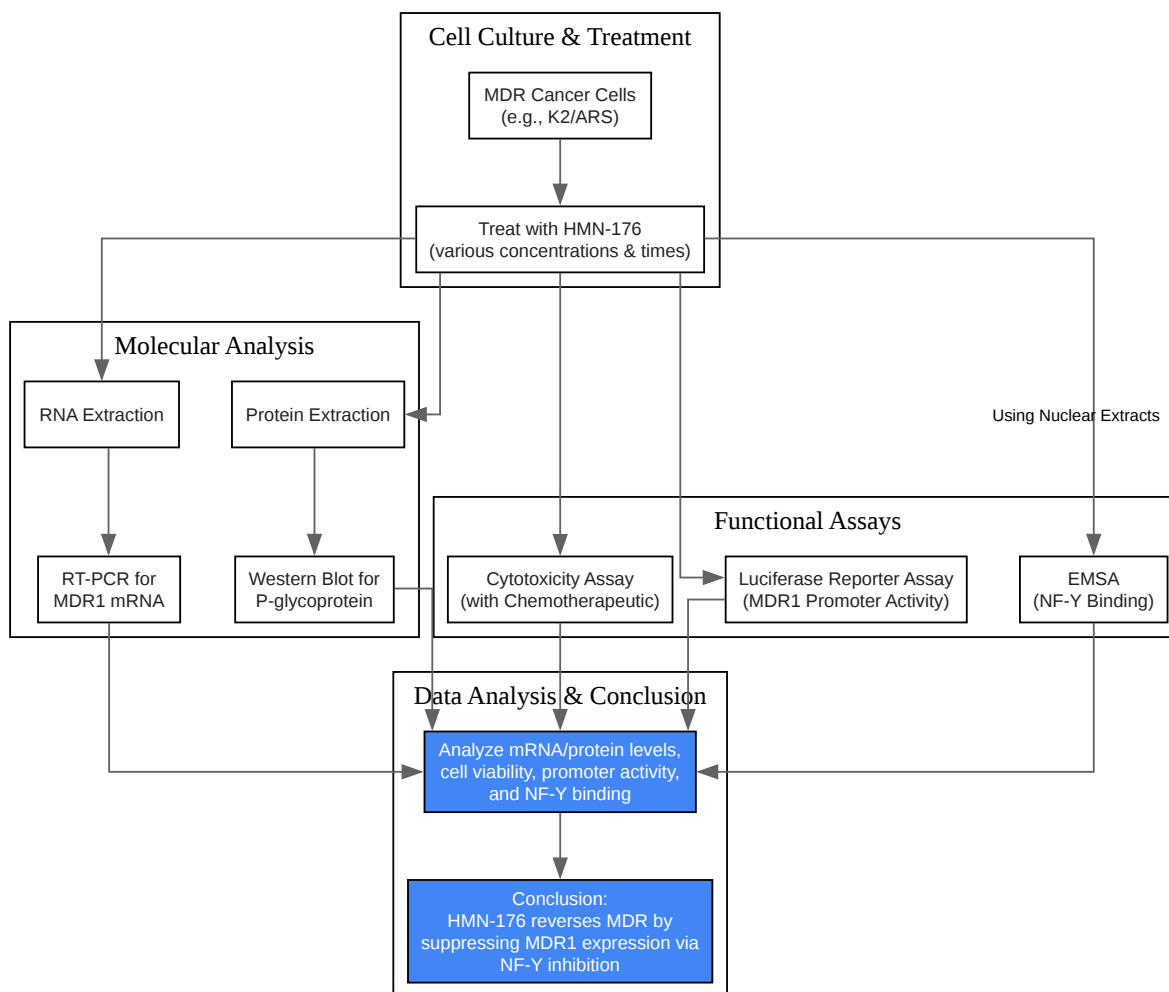 Cell Culture & Treatment
MDR Cancer Cells
(e.g., K2/ARS)
Treat with HMN-176
(various concentrations & times)
Molecular Analysis
RNA Extraction
Protein Extraction
Using Nuclear Extracts
RT-PCR for
MDR1 mRNA
Western Blot for
P-glycoprotein
Functional Assays
Cytotoxicity Assay
(with Chemotherapeutic)
Luciferase Reporter Assay
(MDR1 Promoter Activity)
EMSA
(NF-Y Binding)
Data Analysis & Conclusion
Analyze mRNA/protein levels,
cell viability, promoter activity,
and NF-Y binding
Conclusion:
HMN-176 reverses MDR by
suppressing MDR1 expression via
NF-Y inhibition